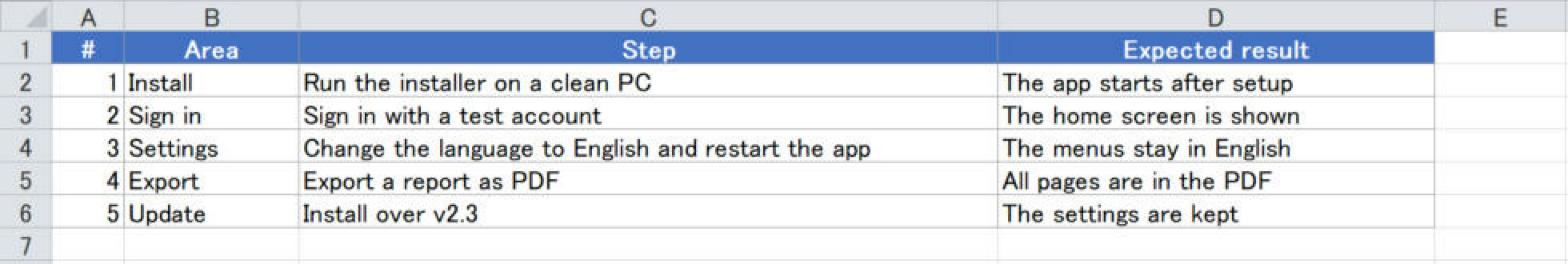 A B C D E
1 # Area Step Expected result
2 1 Install Run the installer on a clean PC The app starts after setup
3 2 Sign in Sign in with a test account The home screen is shown
4 3 Settings Change the language to English and restart the app The menus stay in English
5 4 Export Export a report as PDF All pages are in the PDF
6 5 Update Install over v2.3 The settings are kept
7